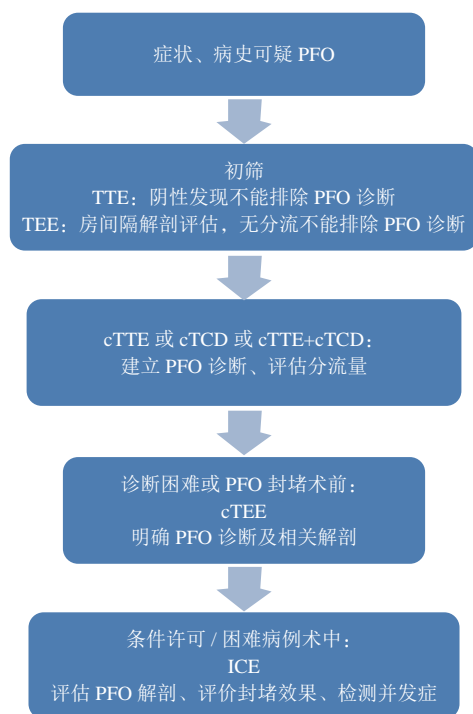 症状、病史可疑 PFO
初筛
TTE：阴性发现不能排除 PFO 诊断
TEE：房间隔解剖评估，无分流不能排除 PFO 诊断
cTTE 或 cTCD 或 cTTE+cTCD：
建立 PFO 诊断、评估分流量
诊断困难或 PFO 封堵术前：
cTEE
明确 PFO 诊断及相关解剖
条件许可 / 困难病例术中：
ICE
评估 PFO 解剖、评价封堵效果、检测并发症